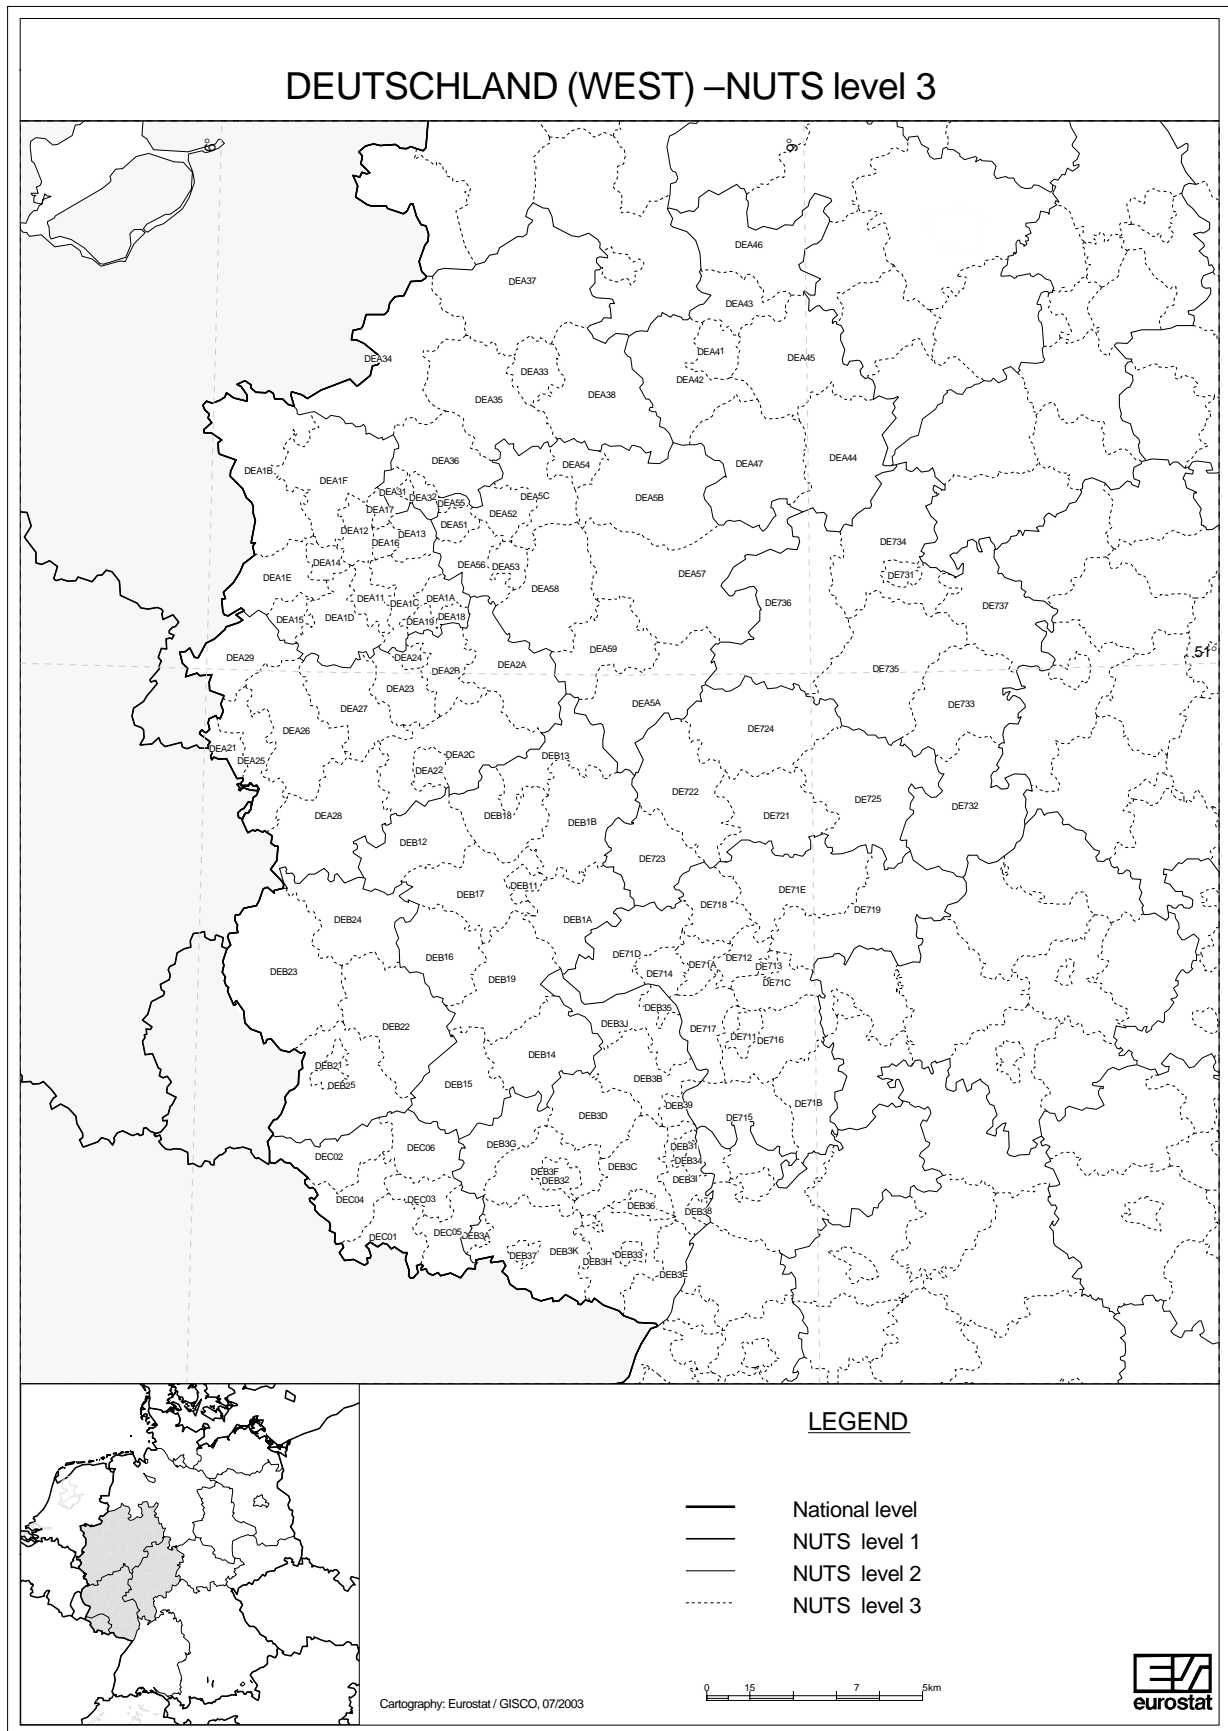 DEUTSCHLAND (WEST) –NUTS level 3
6°
9°
DEA46
DEA37
DEA43
DEA34
DEA41
DEA45
DEA33
DEA42
DEA35
DEA38
DEA36
DEA54
DEA47
DEA44
DEA1B
DEA1F
DEA31
DEA32
DEA55
DEA5C
DEA5B
DEA17
DEA52
DEA12
DEA13
DEA51
DEA16
DE734
DEA14
DEA56
DEA53
DEA57
DE731
DEA1E
DEA58
DEA11
DEA1C
DEA1A
DE736
DE737
DEA15
DEA1D
DEA19
DEA18
DEA29
DEA24
DEA2B
DEA2A
DEA59
51°
DE735
DEA23
DEA27
DEA5A
DE733
DEA26
DE724
DEA21
DEA25
DEA2C
DEB13
DEA22
DE722
DE725
DE732
DEA28
DEB18
DEB1B
DE721
DEB12
DE723
DEB17
DEB11
DE71E
DE718
DE719
DEB24
DEB1A
DEB16
DE71D
DE712
DEB23
DE714
DE71A
DE713
DEB19
DE71C
DEB35
DEB22
DEB3J
DE717
DE711
DE716
DEB14
DEB21
DEB25
DEB15
DEB3B
DEB39
DE71B
DEB3D
DE715
DEC06
DEB3G
DEB31
DEC02
DEB34
DEB3F
DEB32
DEB3C
DEB3I
DEC04
DEC03
DEB36
DEB38
DEC01
DEC05
DEB3A
DEB37
DEB3K
DEB3H
DEB33
DEB3E
LEGEND
National level
NUTS level 1
NUTS level 2
NUTS level 3
Cartography: Eurostat / GISCO, 07/2003
0 15 7 5km
eurostat